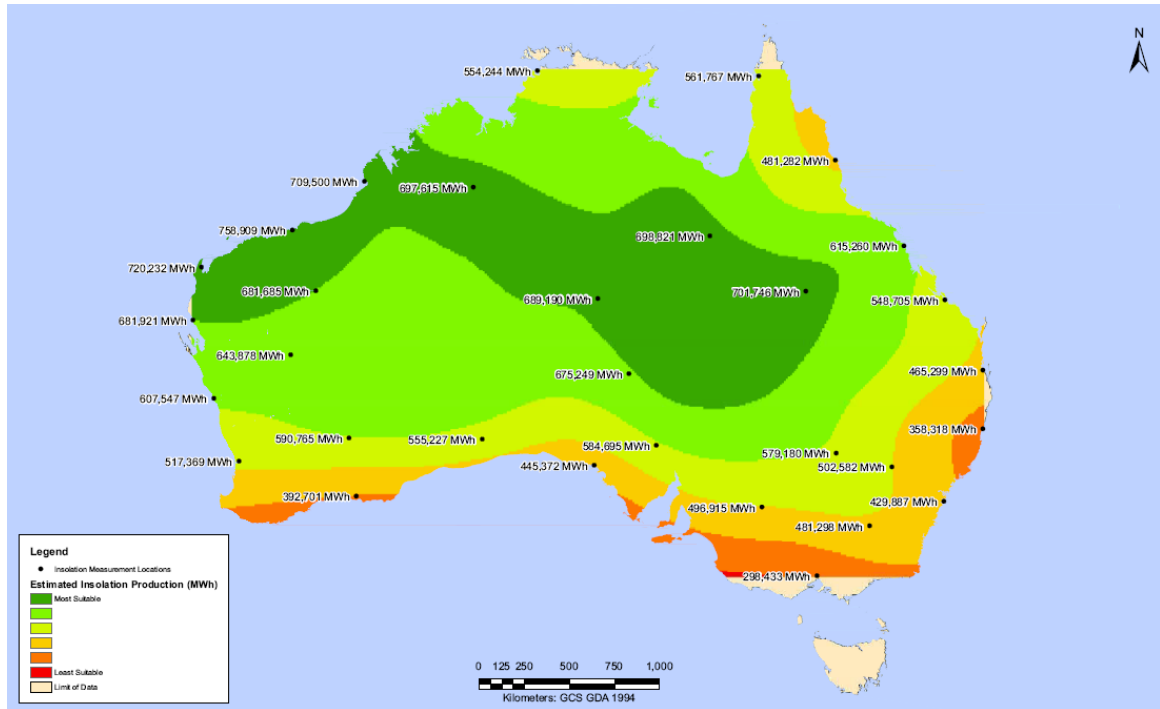 N
554,244 MWh
561,767 MWh
481,282 MWh
709,500 MWh
697,615 MWh
758,909 MWh
698,821 MWh
615,260 MWh
720,232 MWh
681,685 MWh
689,190 MWh
701,746 MWh
548,705 MWh
681,921 MWh
643,878 MWh
675,249 MWh
465,299 MWh
607,547 MWh
358,318 MWh
590,765 MWh
555,227 MWh
584,695 MWh
579,180 MWh
517,369 MWh
445,372 MWh
502,582 MWh
392,701 MWh
496,915 MWh
429,887 MWh
481,298 MWh
298,433 MWh
Legend
Insolation Measurement Locations
Estimated Insolation Production (MWh)
Most Suitable
Least Suitable
Limit of Data
0 125 250 500 750 1,000
Kilometers: GCS GDA 1994